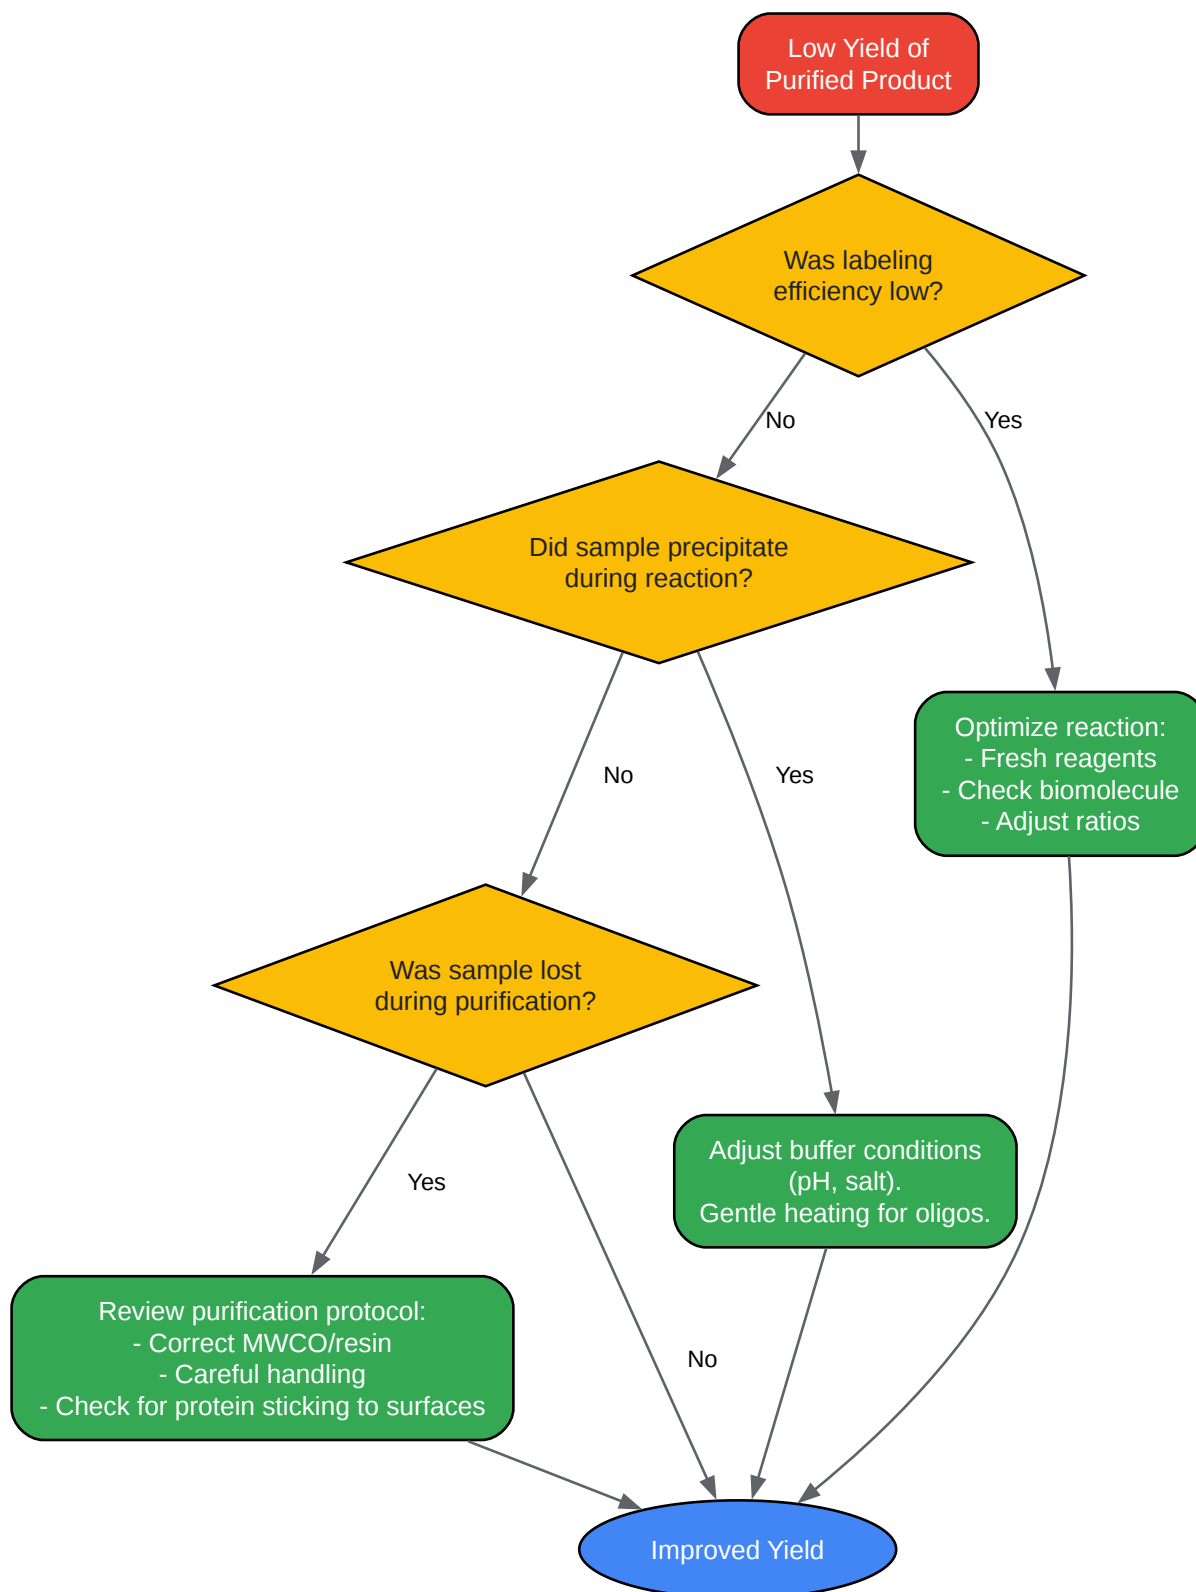 Low Yield of
Purified Product
Was labeling
efficiency low?
No
Yes
Did sample precipitate
during reaction?
No
Yes
Optimize reaction:
- Fresh reagents
- Check biomolecule
- Adjust ratios
Was sample lost
during purification?
Yes
No
Adjust buffer conditions
(pH, salt).
Gentle heating for oligos.
Review purification protocol:
- Correct MWCO/resin
- Careful handling
- Check for protein sticking to surfaces
Improved Yield